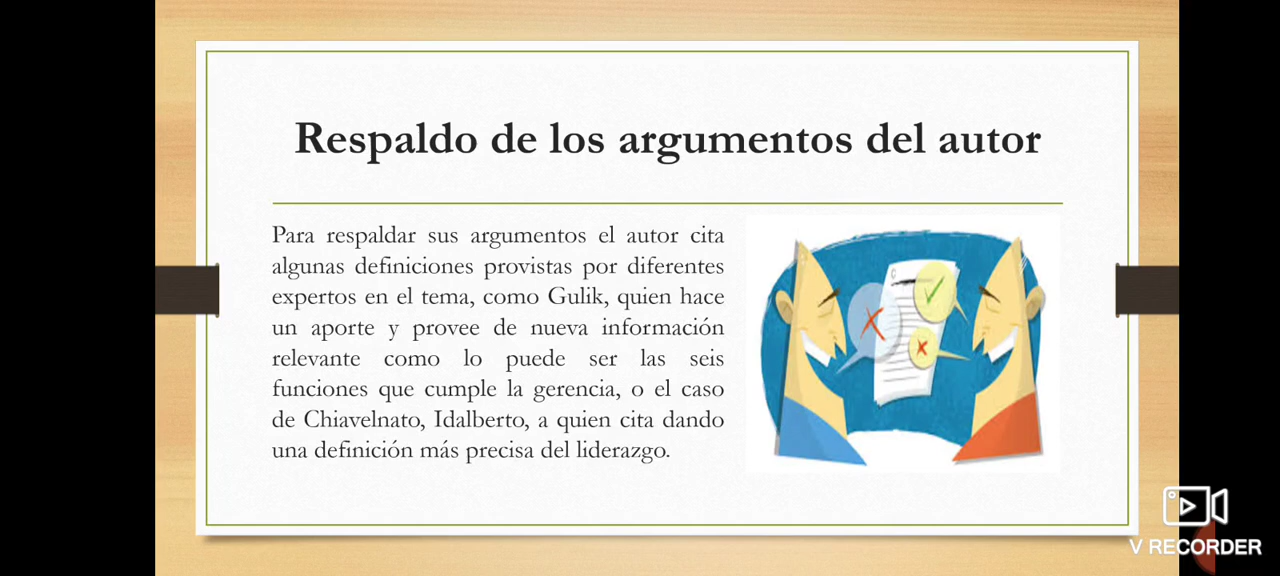 Respaldo de los argumentos del autor
Para respaldar sus argumentos el autor cita
algunas definiciones provistas por diferentes
expertos en el tema, como Gulik, quien hace
un aporte y provee de nueva información
relevante como lo puede ser las seis
funciones que cumple la gerencia, o el caso
de Chiavelnato, Idalberto, a quien cita dando
una definición más precisa del liderazgo.
V RECORDER